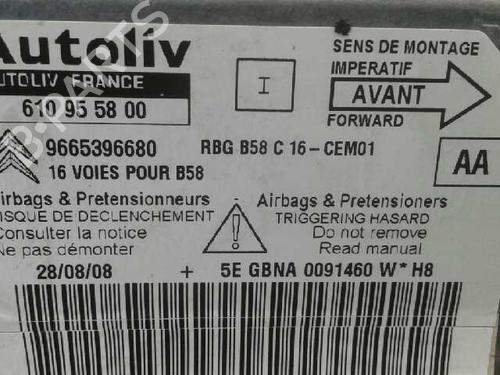 Autoliv
AUTOLIV FRANCE
610 95 58 00
I
SENS DE MONTAGE
IMPERATIF
AVANT
FORWARD
9665396680
RBG B58 C 16-CEM01
16 VOIES POUR B58
AA
Airbags & Pretensionneurs
RISQUE DE DECLENCHEMENT
Consulter la notice
Ne pas démonter
Airbags & Pretensioners
TRIGGERING HASARD
Do not remove
Read manual
28/08/08 + 5E GBNA 0091460 W*H8
B-PARTS